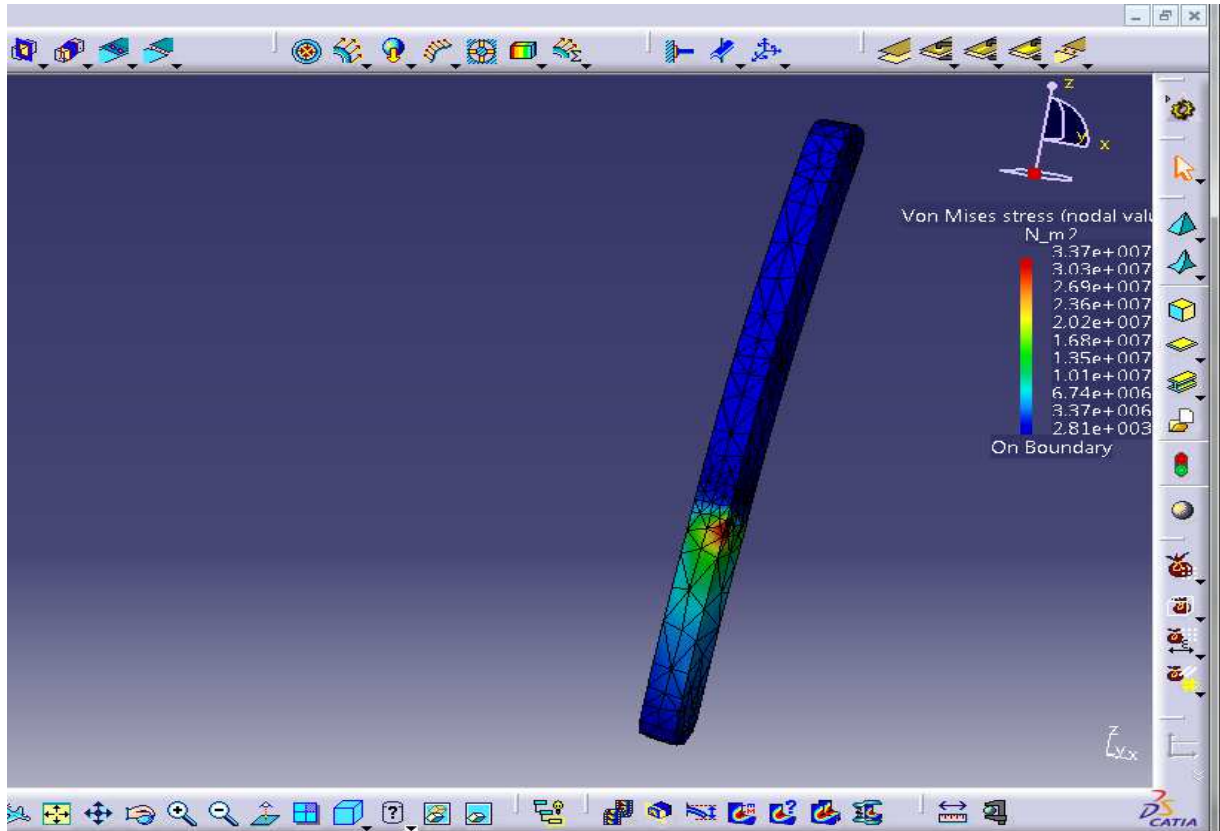 z
y
x
Von Mises stress (nodal valu
N_m2
3.37e+007
3.03e+007
2.69e+007
2.36e+007
2.02e+007
1.68e+007
1.35e+007
1.01e+007
6.74e+006
3.37e+006
2.81e+003
On Boundary
z
y x
CATIA